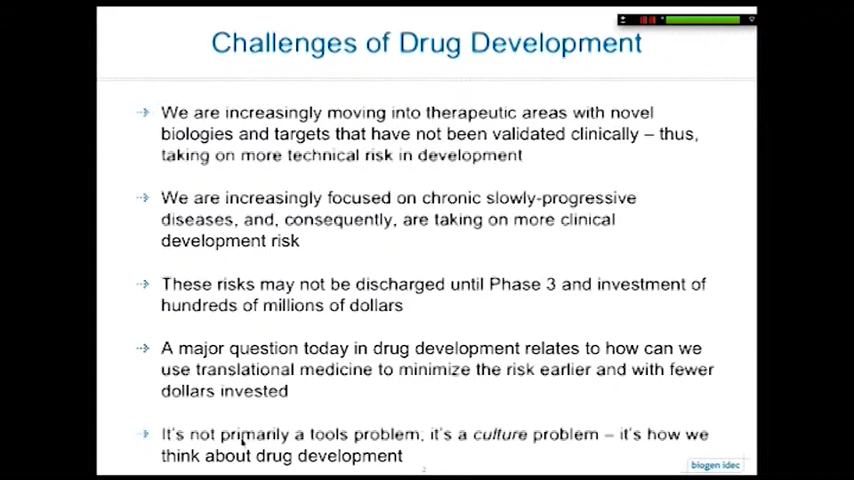 Challenges of Drug Development
We are increasingly moving into therapeutic areas with novel
biologies and targets that have not been validated clinically – thus,
taking on more technical risk in development
We are increasingly focused on chronic slowly-progressive
diseases, and, consequently, are taking on more clinical
development risk
These risks may not be discharged until Phase 3 and investment of
hundreds of millions of dollars
A major question today in drug development relates to how can we
use translational medicine to minimize the risk earlier and with fewer
dollars invested
It's not primarily a tools problem; it's a culture problem – it's how we
think about drug development
2
biogen idec